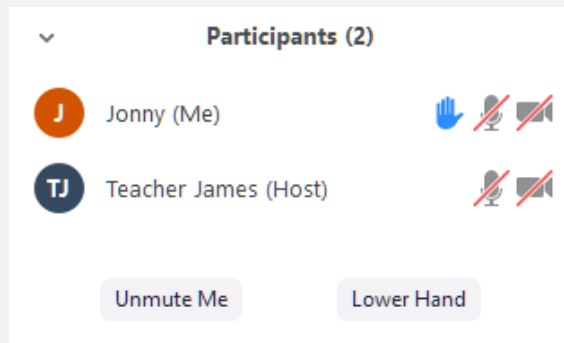 Participants (2)
J Jonny (Me)
TJ Teacher James (Host)
Unmute Me Lower Hand